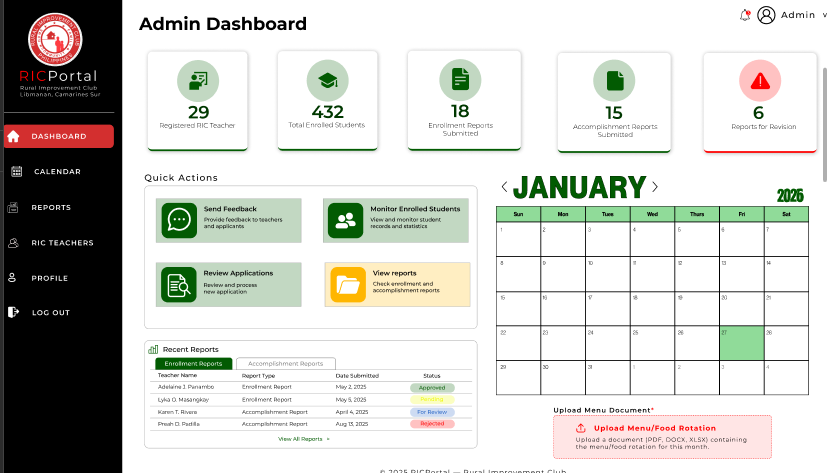 Admin Dashboard
Admin
RURAL IMPROVEMENT CLUB
PHILIPPINES
RICPortal
Rural Improvement Club
Libmanan, Camarines Sur
DASHBOARD
CALENDAR
REPORTS
RIC TEACHERS
PROFILE
LOG OUT
29
Registered RIC Teacher
432
Total Enrolled Students
18
Enrollment Reports
Submitted
15
Accomplishment Reports
Submitted
6
Reports for Revision
Quick Actions
Send Feedback
Provide feedback to teachers
and applicants
Monitor Enrolled Students
View and monitor student
records and statistics
Review Applications
Review and process
new application
View reports
Check enrollment and
accomplishment reports
Recent Reports
Enrollment Reports Accomplishment Reports
Teacher Name Report Type Date Submitted Status
Adelaine J. Panambo Enrollment Report May 2, 2025 Approved
Lyka O. Masangkay Enrollment Report May 5, 2025 Pending
Karen T. Rivera Accomplishment Report April 4, 2025 For Review
Preah O. Padilla Accomplishment Report Aug 13, 2025 Rejected
View All Reports
JANUARY
2025
Sun Mon Tues Wed Thurs Fri Sat
1 2 3 4 5 6 7
8 9 10 11 12 13 14
15 16 17 18 19 20 21
22 23 24 25 26 27 28
29 30 31 1 2 3 4
Upload Menu Document*
Upload Menu/Food Rotation
Upload a document (PDF, DOCX, XLSX) containing
the menu/food rotation for this month.
© 2025 RICPortal — Rural Improvement Club